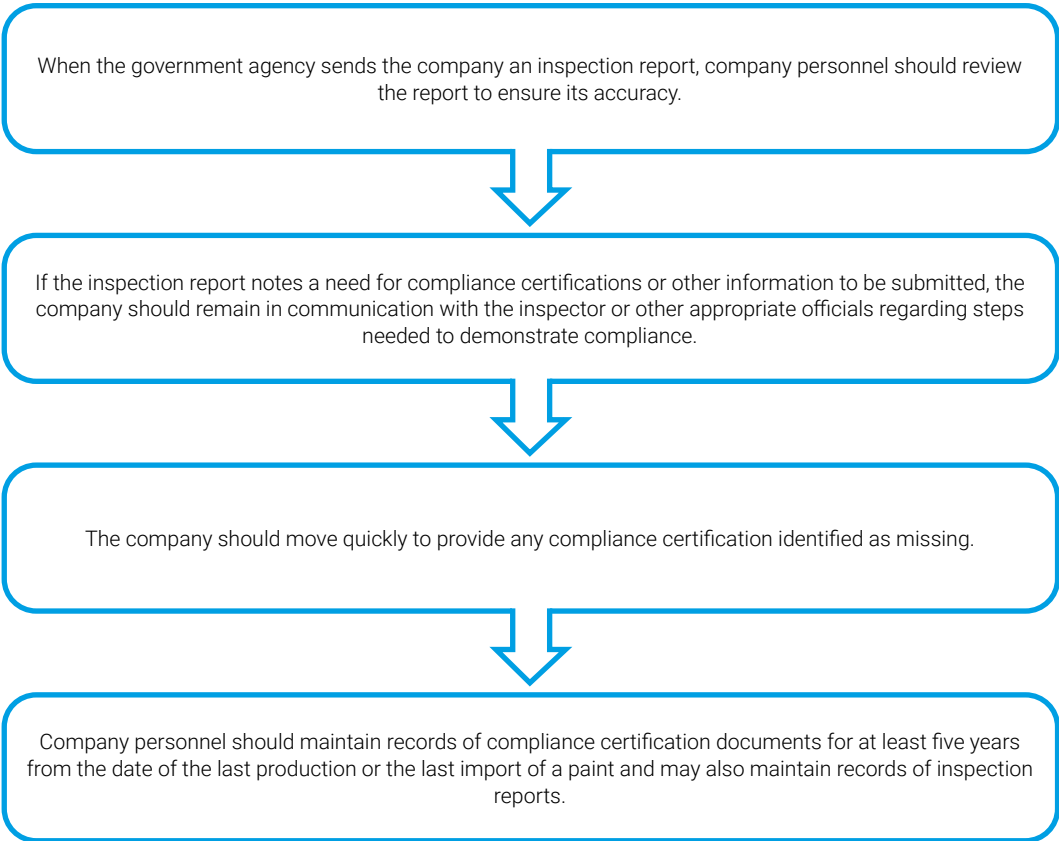 When the government agency sends the company an inspection report, company personnel should review
the report to ensure its accuracy.
If the inspection report notes a need for compliance certifications or other information to be submitted, the
company should remain in communication with the inspector or other appropriate officials regarding steps
needed to demonstrate compliance.
The company should move quickly to provide any compliance certification identified as missing.
Company personnel should maintain records of compliance certification documents for at least five years
from the date of the last production or the last import of a paint and may also maintain records of inspection
reports.